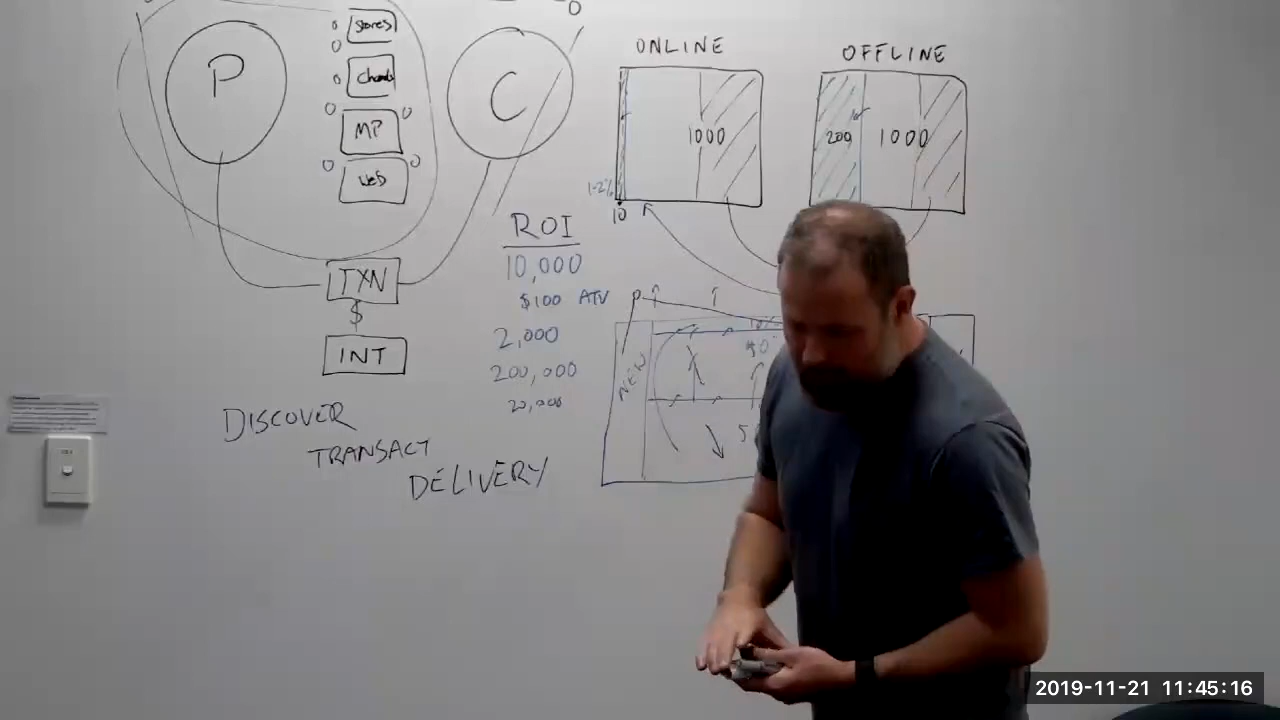 P
Stores
MP
Web
C
TXN
$
INT
DISCOVER
TRANSACT
DELIVERY
ROI
10,000
$100 ATV
2,000
200,000
20,000
ONLINE
1000
1-2%
10
OFFLINE
200 1000
P
NEW
10%
2019-11-21 11:45:16